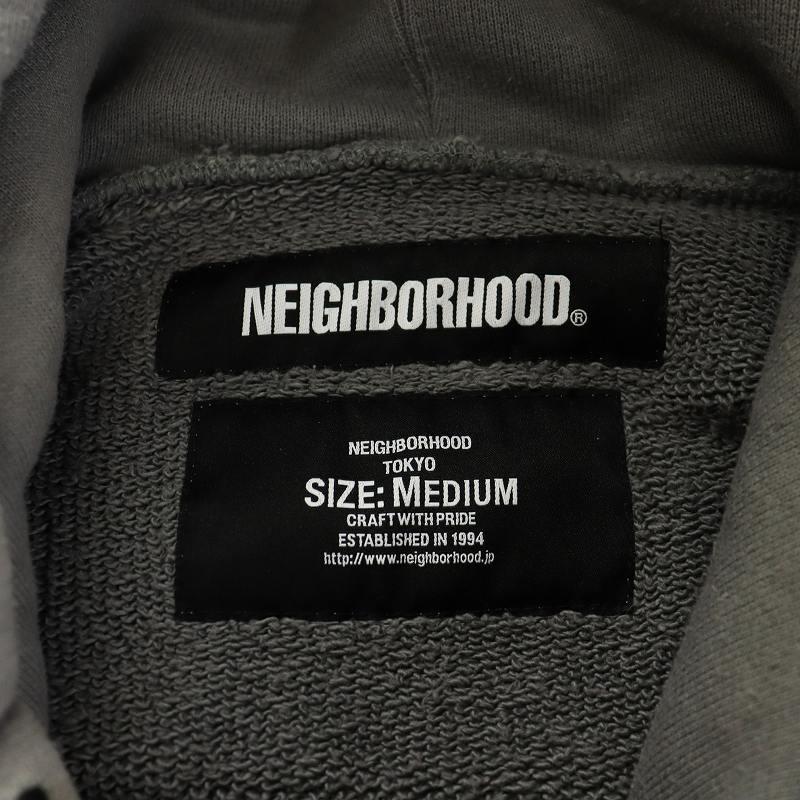 NEIGHBORHOOD®
NEIGHBORHOOD
TOKYO
SIZE: MEDIUM
CRAFT WITH PRIDE
ESTABLISHED IN 1994
http://www.neighborhood.jp